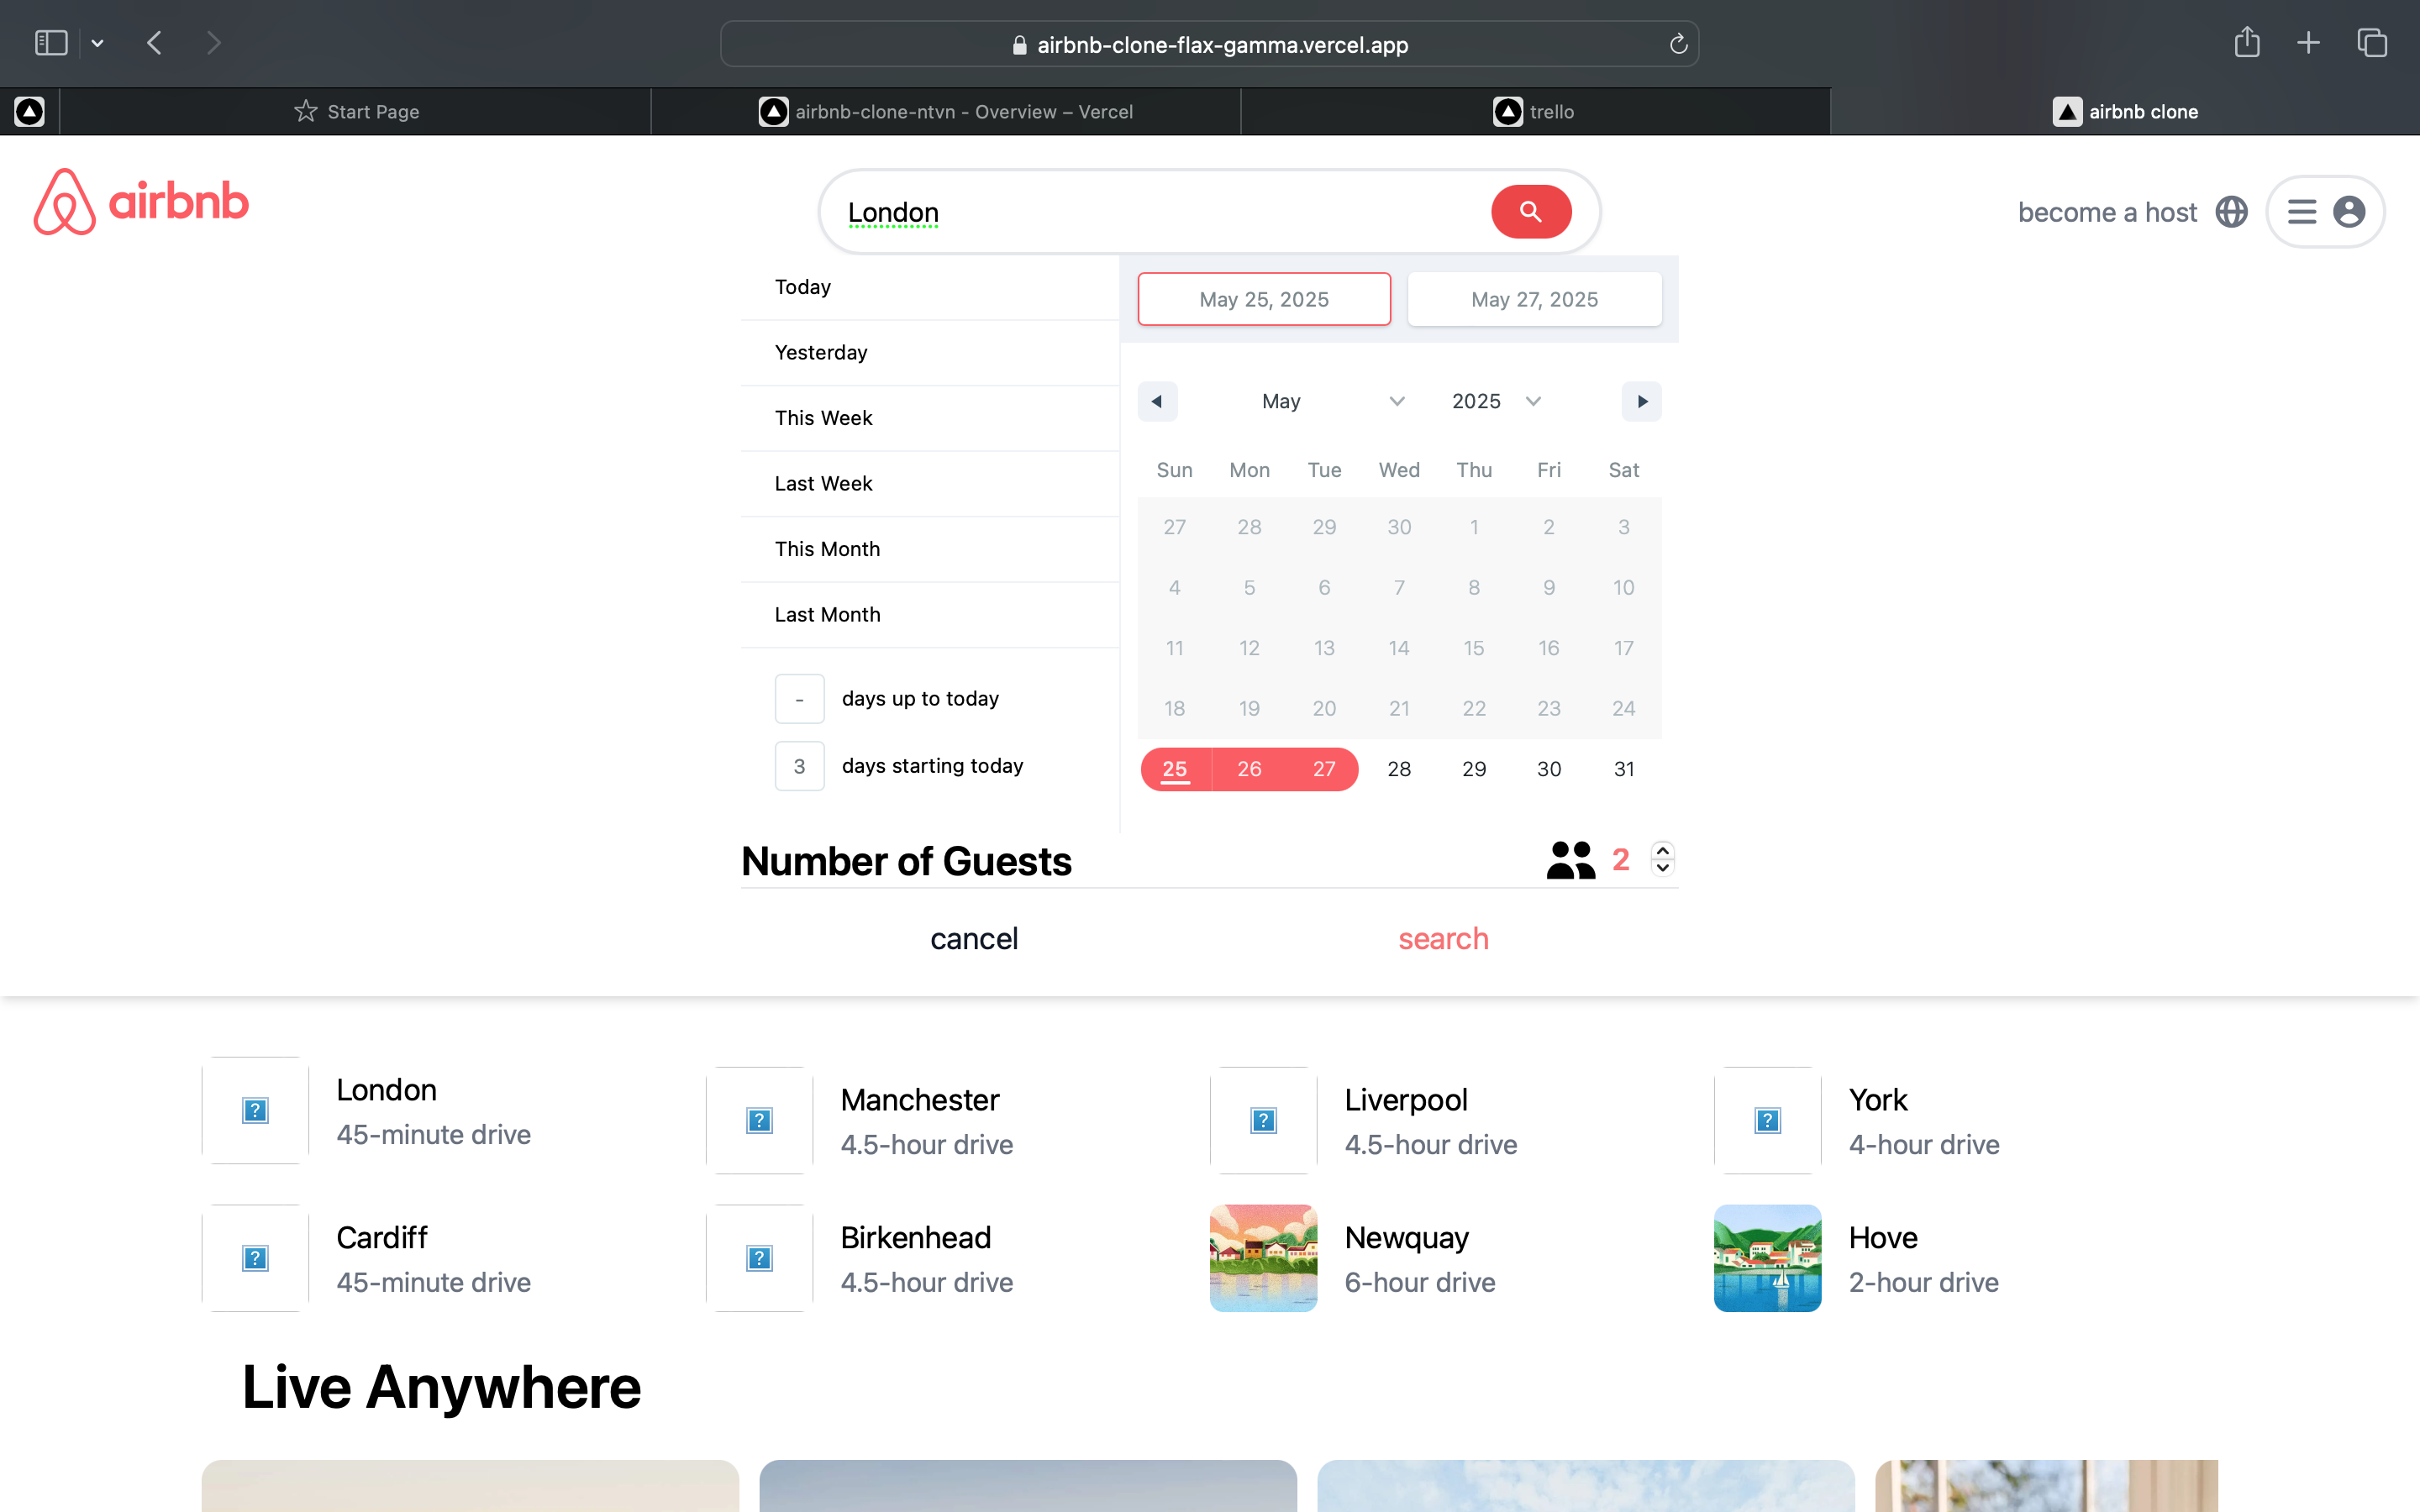 airbnb-clone-flax-gamma.vercel.app
Start Page
airbnb-clone-ntvn - Overview – Vercel
trello
airbnb clone
airbnb
London
become a host
Today
Yesterday
This Week
Last Week
This Month
Last Month
- days up to today
3 days starting today
May 25, 2025 May 27, 2025
May 2025
Sun Mon Tue Wed Thu Fri Sat
27 28 29 30 1 2 3
4 5 6 7 8 9 10
11 12 13 14 15 16 17
18 19 20 21 22 23 24
25 26 27 28 29 30 31
Number of Guests 2
cancel search
London
45-minute drive
Manchester
4.5-hour drive
Liverpool
4.5-hour drive
York
4-hour drive
Cardiff
45-minute drive
Birkenhead
4.5-hour drive
Newquay
6-hour drive
Hove
2-hour drive
Live Anywhere